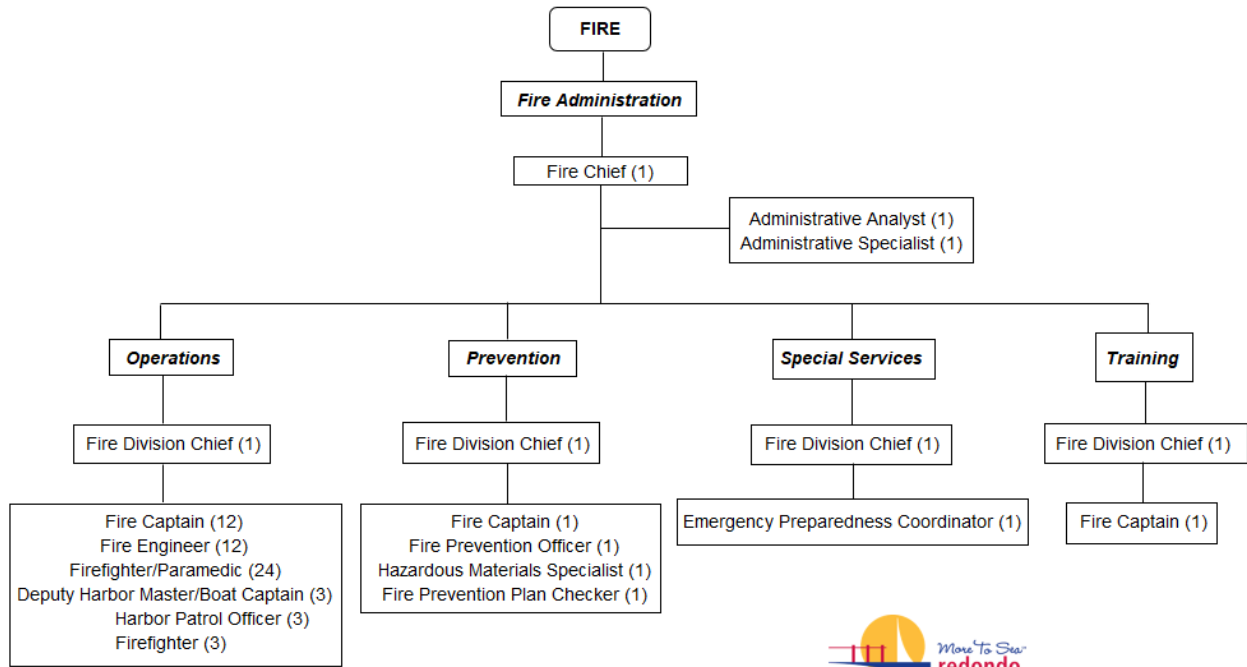 FIRE
Fire Administration
Fire Chief (1)
Administrative Analyst (1)
Administrative Specialist (1)
Operations
Prevention
Special Services
Training
Fire Division Chief (1)
Fire Division Chief (1)
Fire Division Chief (1)
Fire Division Chief (1)
Fire Captain (12)
Fire Engineer (12)
Firefighter/Paramedic (24)
Deputy Harbor Master/Boat Captain (3)
Harbor Patrol Officer (3)
Firefighter (3)
Fire Captain (1)
Fire Prevention Officer (1)
Hazardous Materials Specialist (1)
Fire Prevention Plan Checker (1)
Emergency Preparedness Coordinator (1)
Fire Captain (1)
More To Sea
redondo